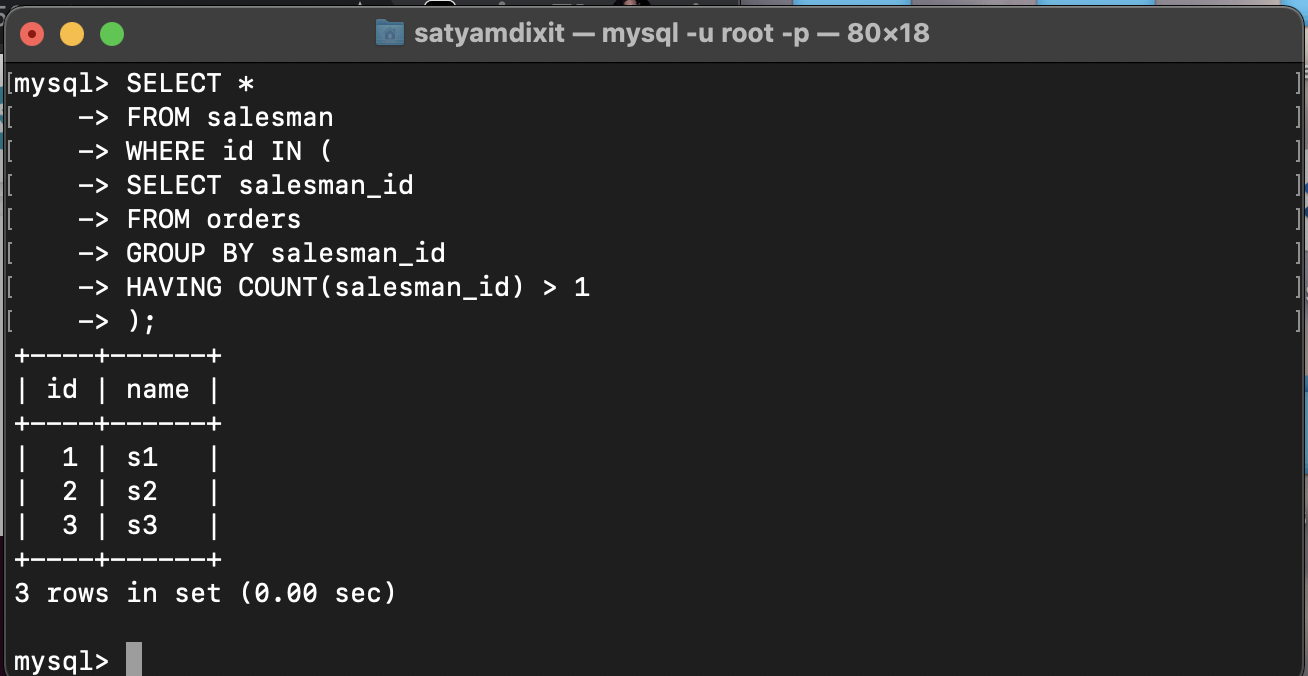 satyamdixit — mysql -u root -p — 80×18
[mysql> SELECT * ]
[    -> FROM salesman ]
[    -> WHERE id IN ( ]
[    -> SELECT salesman_id ]
[    -> FROM orders ]
[    -> GROUP BY salesman_id ]
[    -> HAVING COUNT(salesman_id) > 1 ]
[    -> ); ]
+----+------+
| id | name |
+----+------+
|  1 | s1   |
|  2 | s2   |
|  3 | s3   |
+----+------+
3 rows in set (0.00 sec)
mysql>